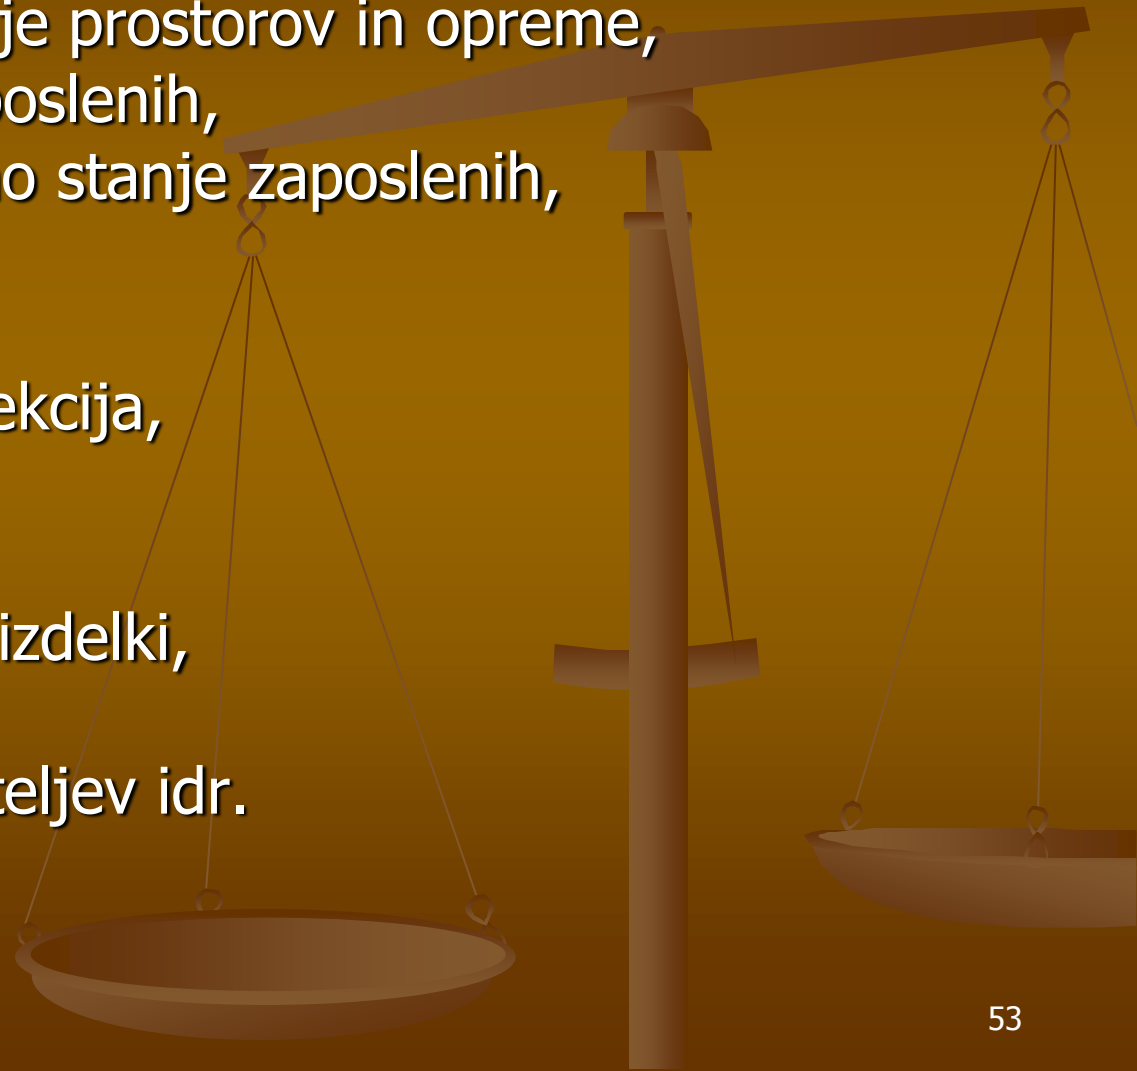 je prostorov in opreme,
oslenih,
o stanje zaposlenih,
ekcija,
izdelki,
teljev idr.
53